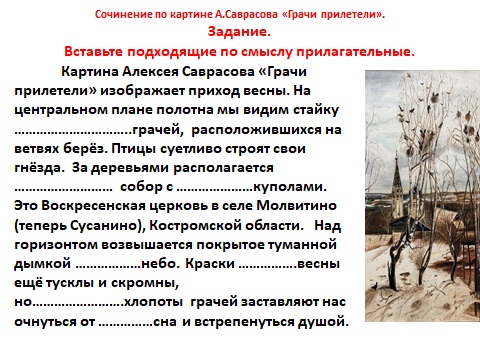 Сочинение по картине А.Саврасова «Грачи прилетели».
Задание.
Вставьте подходящие по смыслу прилагательные.
Картина Алексея Саврасова «Грачи
прилетели» изображает приход весны. На
центральном плане полотна мы видим стайку
…………………………..грачей, расположившихся на
ветвях берёз. Птицы суетливо строят свои
гнёзда. За деревьями располагается
……………………… собор с …………………куполами.
Это Воскресенская церковь в селе Молвитино
(теперь Сусанино), Костромской области. Над
горизонтом возвышается покрытое туманной
дымкой ………………небо. Краски ……………весны
ещё тусклы и скромны,
но…………………….хлопоты грачей заставляют нас
очнуться от ……………сна и встрепенуться душой.